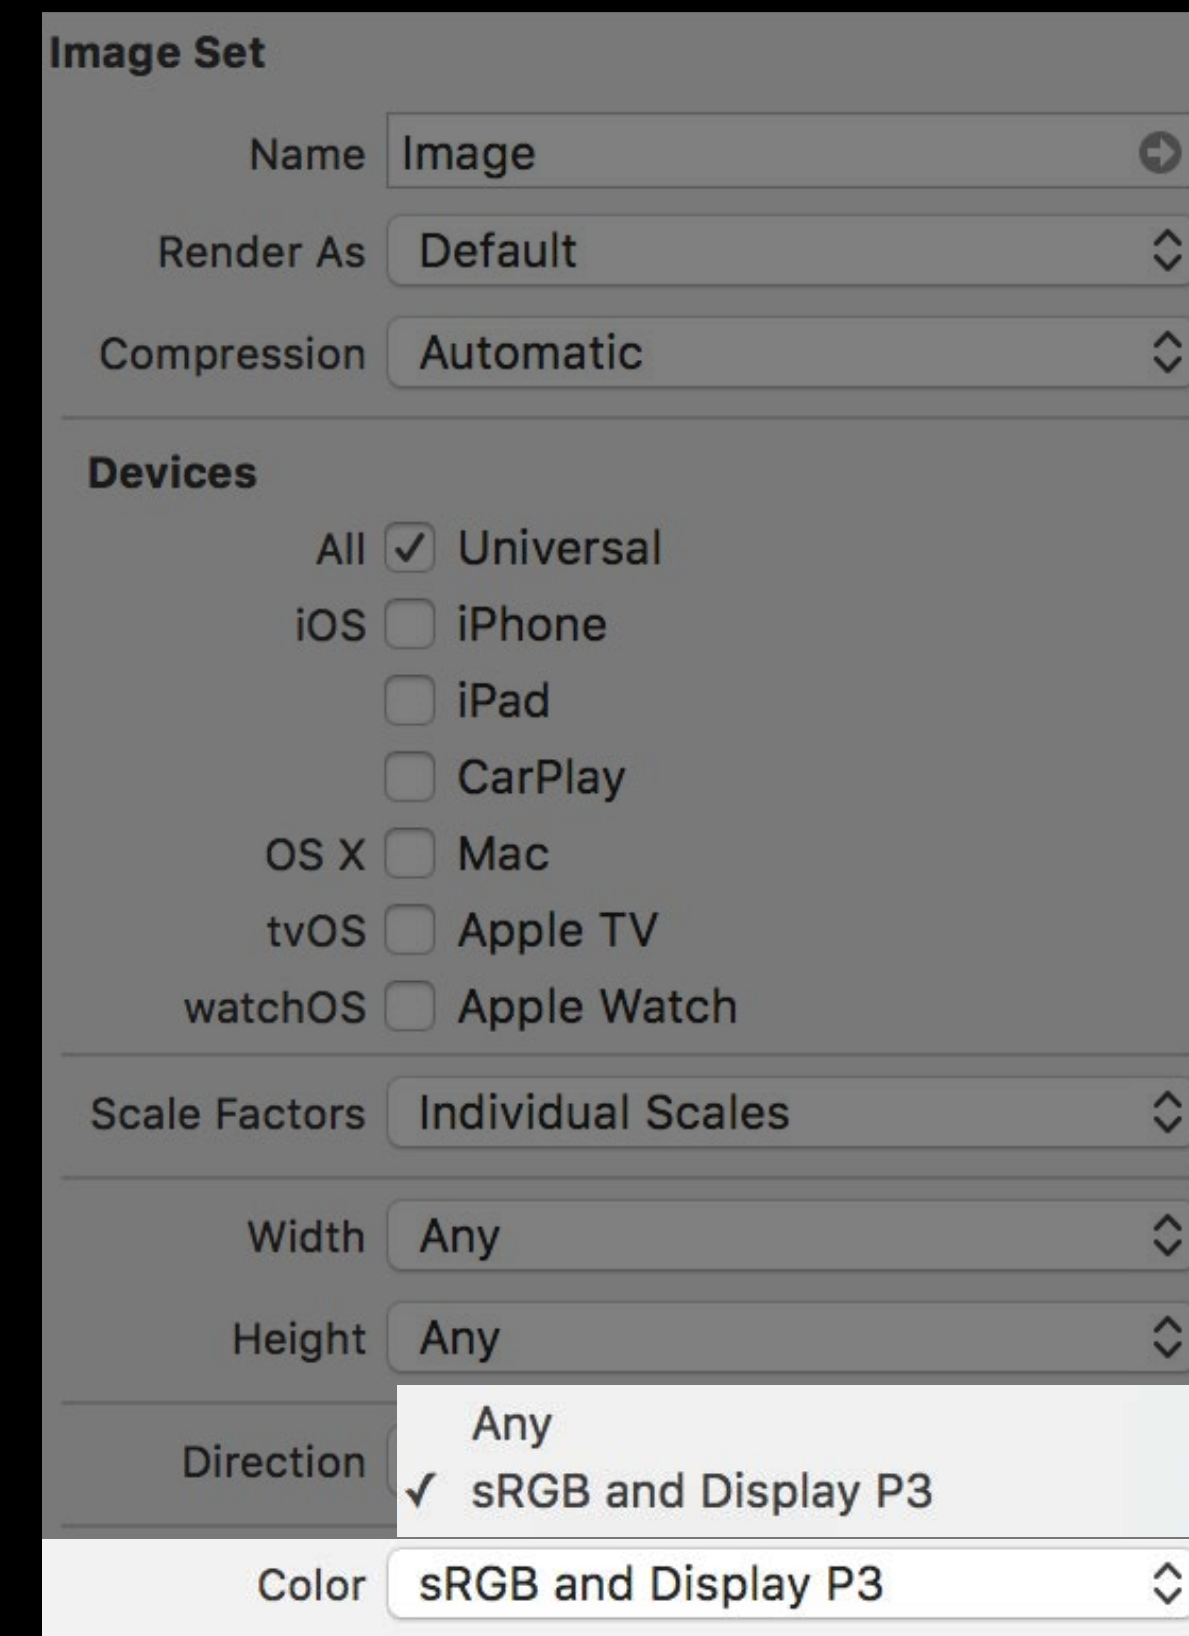 Image Set
Name Image
Render As Default
Compression Automatic
Devices
All Universal
iOS iPhone
iPad
CarPlay
OS X Mac
tvOS Apple TV
watchOS Apple Watch
Scale Factors Individual Scales
Width Any
Height Any
Any
Direction
✓ sRGB and Display P3
Color sRGB and Display P3